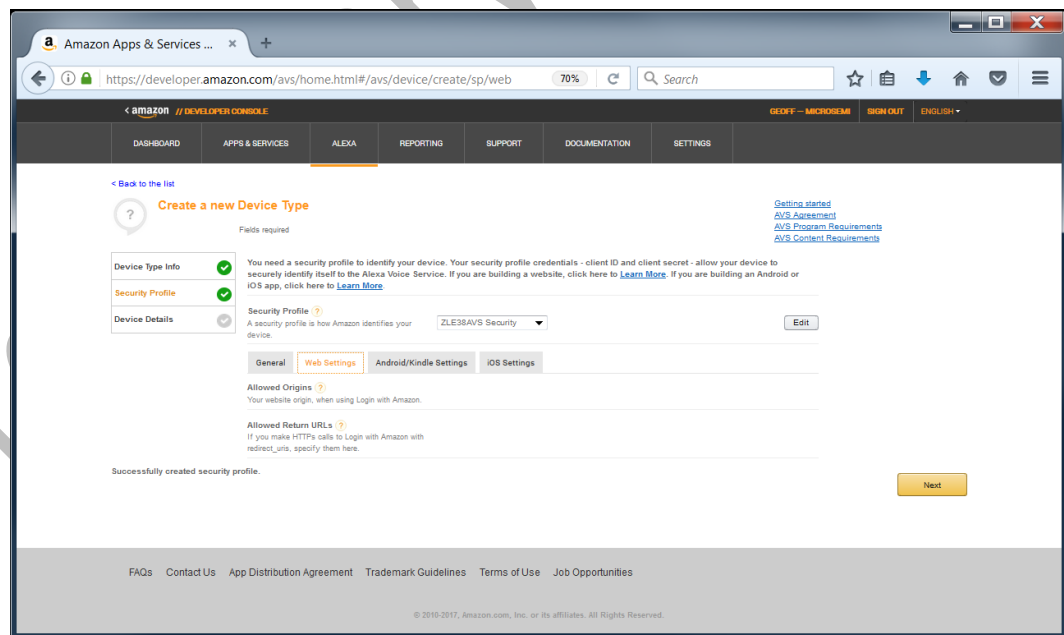 Amazon Apps & Services ... × +
https://developer.amazon.com/avs/home.html#/avs/device/create/sp/web 70% Search
< amazon // DEVELOPER CONSOLE GEOFF – MICROSEMI SIGN OUT ENGLISH
DASHBOARD APPS & SERVICES ALEXA REPORTING SUPPORT DOCUMENTATION SETTINGS
< Back to the list
? Create a new Device Type
Fields required
Getting started
AVS Agreement
AVS Program Requirements
AVS Content Requirements
Device Type Info
Security Profile
Device Details
You need a security profile to identify your device. Your security profile credentials - client ID and client secret - allow your device to
securely identify itself to the Alexa Voice Service. If you are building a website, click here to Learn More. If you are building an Android or
iOS app, click here to Learn More.
Security Profile ?
A security profile is how Amazon identifies your
device.
ZLE38AVS Security
Edit
General Web Settings Android/Kindle Settings iOS Settings
Allowed Origins ?
Your website origin, when using Login with Amazon.
Allowed Return URLs ?
If you make HTTPs calls to Login with Amazon with
redirect_uris, specify them here.
Successfully created security profile.
Next
FAQs Contact Us App Distribution Agreement Trademark Guidelines Terms of Use Job Opportunities
© 2010-2017, Amazon.com, Inc. or its affiliates. All Rights Reserved.